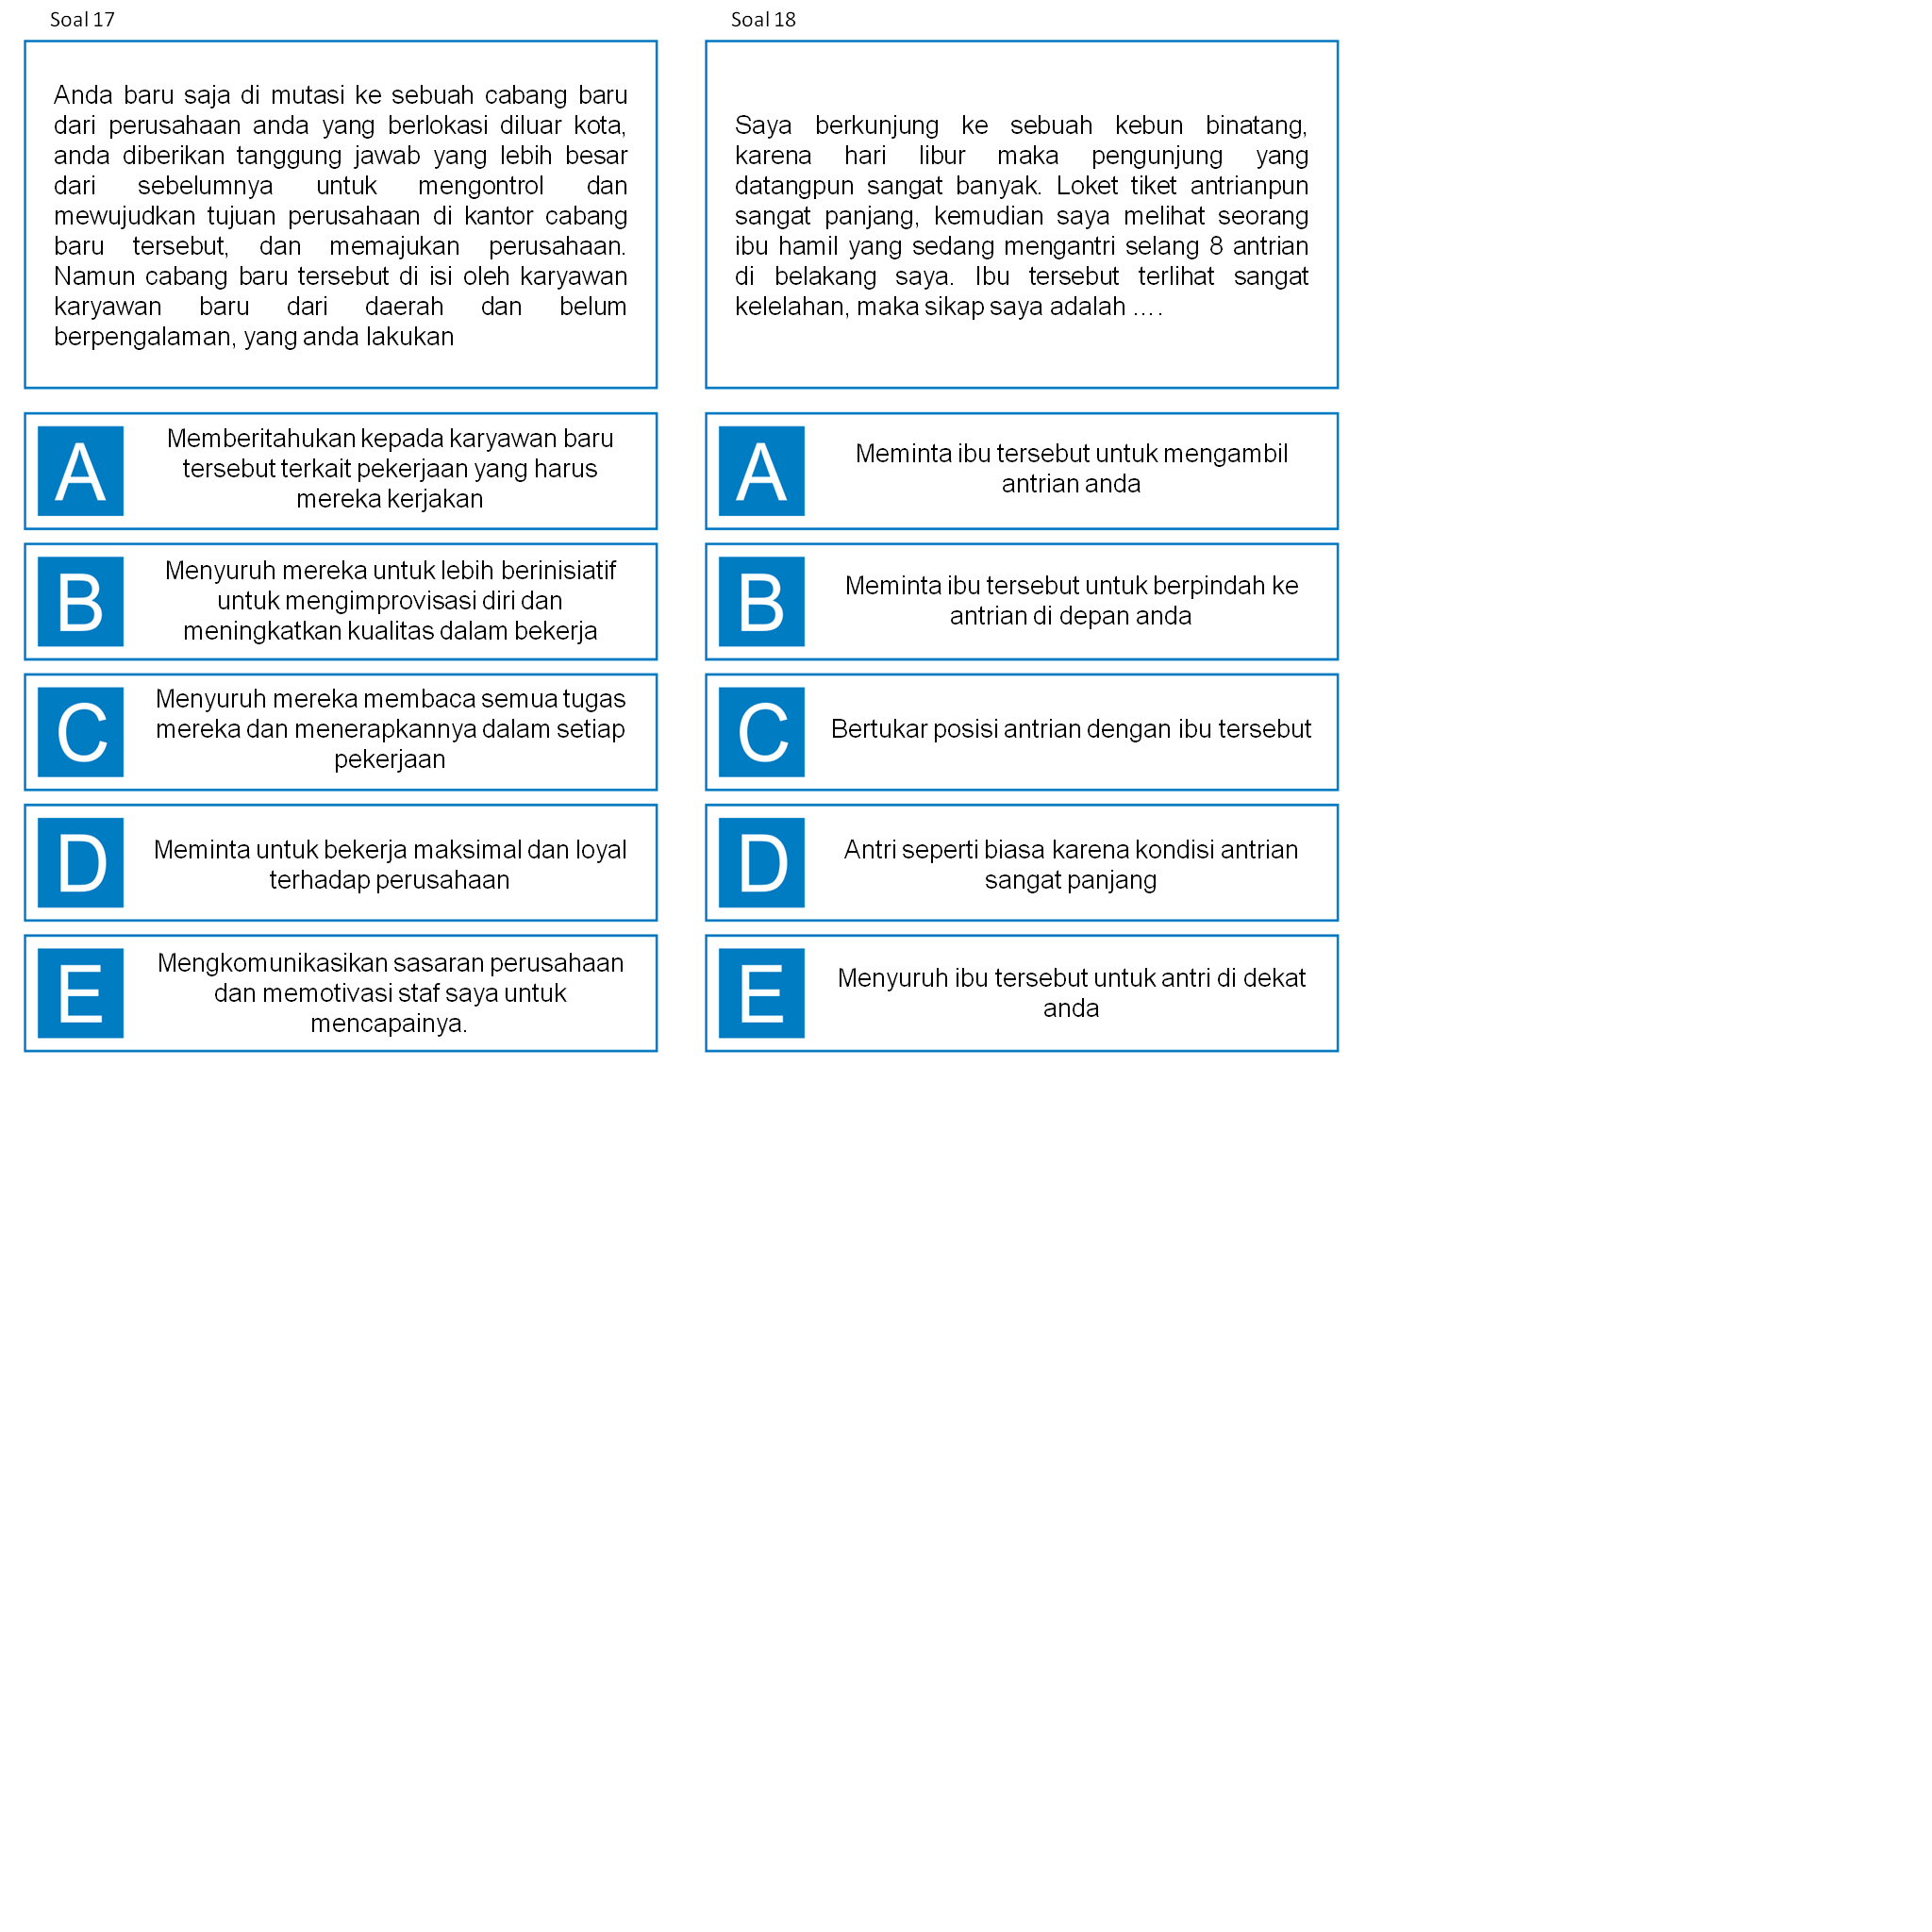 Soal 17
Anda baru saja di mutasi ke sebuah cabang baru
dari perusahaan anda yang berlokasi diluar kota,
anda diberikan tanggung jawab yang lebih besar
dari sebelumnya untuk mengontrol dan
mewujudkan tujuan perusahaan di kantor cabang
baru tersebut, dan memajukan perusahaan.
Namun cabang baru tersebut di isi oleh karyawan
karyawan baru dari daerah dan belum
berpengalaman, yang anda lakukan
A
Memberitahukan kepada karyawan baru
tersebut terkait pekerjaan yang harus
mereka kerjakan
B
Menyuruh mereka untuk lebih berinisiatif
untuk mengimprovisasi diri dan
meningkatkan kualitas dalam bekerja
C
Menyuruh mereka membaca semua tugas
mereka dan menerapkannya dalam setiap
pekerjaan
D
Meminta untuk bekerja maksimal dan loyal
terhadap perusahaan
E
Mengkomunikasikan sasaran perusahaan
dan memotivasi staf saya untuk
mencapainya.
Soal 18
Saya berkunjung ke sebuah kebun binatang,
karena hari libur maka pengunjung yang
datangpun sangat banyak. Loket tiket antrianpun
sangat panjang, kemudian saya melihat seorang
ibu hamil yang sedang mengantri selang 8 antrian
di belakang saya. Ibu tersebut terlihat sangat
kelelahan, maka sikap saya adalah ....
A
Meminta ibu tersebut untuk mengambil
antrian anda
B
Meminta ibu tersebut untuk berpindah ke
antrian di depan anda
C
Bertukar posisi antrian dengan ibu tersebut
D
Antri seperti biasa karena kondisi antrian
sangat panjang
E
Menyuruh ibu tersebut untuk antri di dekat
anda